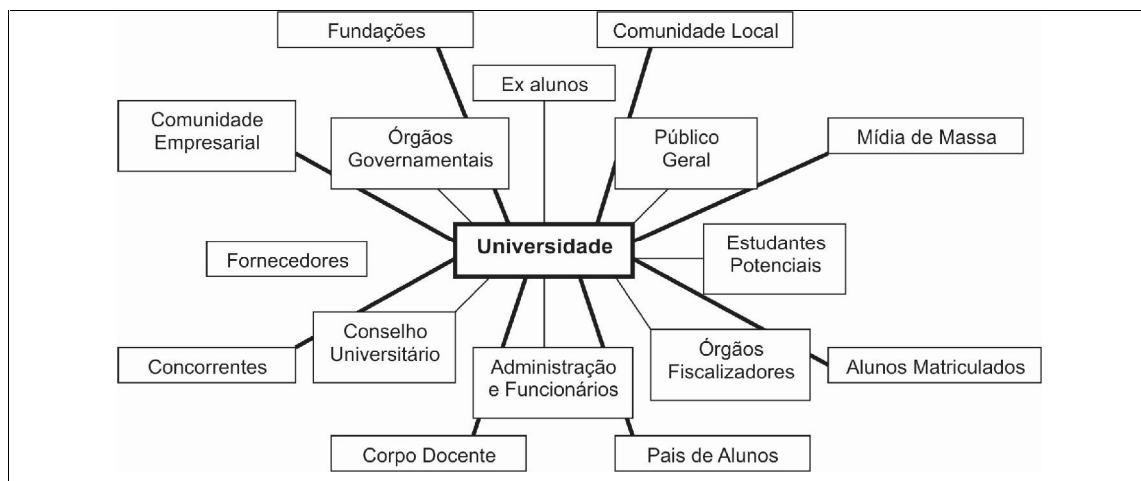 Fundações
Comunidade Local
Ex alunos
Comunidade
Empresarial
Órgãos
Governamentais
Público
Geral
Mídia de Massa
Universidade
Estudantes
Potenciais
Fornecedores
Conselho
Universitário
Administração
e Funcionários
Órgãos
Fiscalizadores
Concorrentes
Alunos Matriculados
Corpo Docente
Pais de Alunos